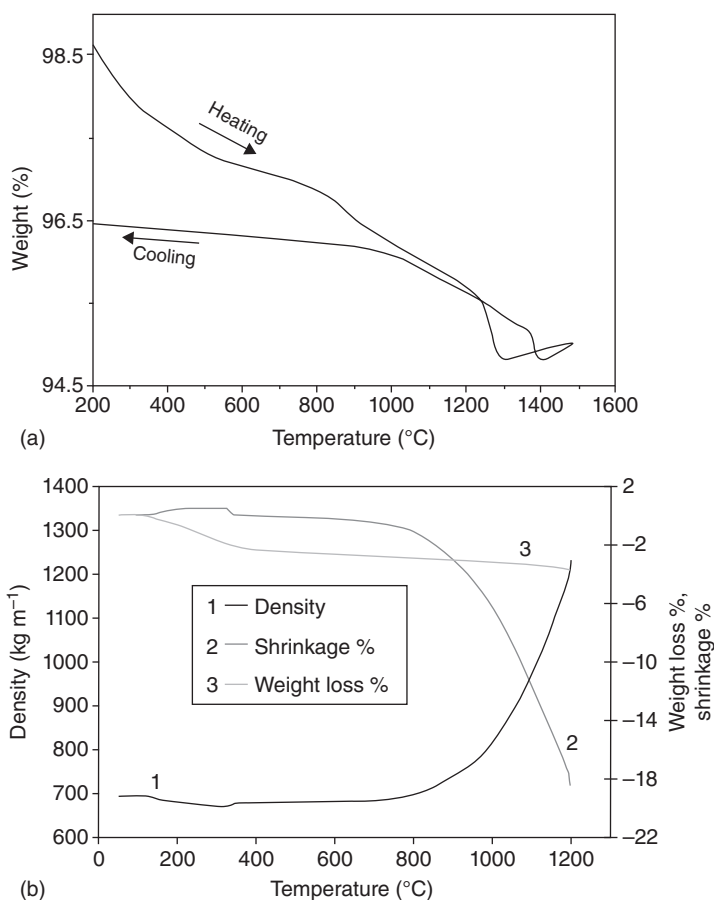 98.5
96.5
94.5
Weight (%)
Heating
Cooling
200 400 600 800 1000 1200 1400 1600
(a) Temperature (°C)
1400
1300
1200
1100
1000
900
800
700
600
Density (kg m⁻³)
2
−2
−6
−10
−14
−18
−22
Weight loss %,
shrinkage %
1 Density
2 Shrinkage %
3 Weight loss %
1
2
3
0 200 400 600 800 1000 1200
(b) Temperature (°C)